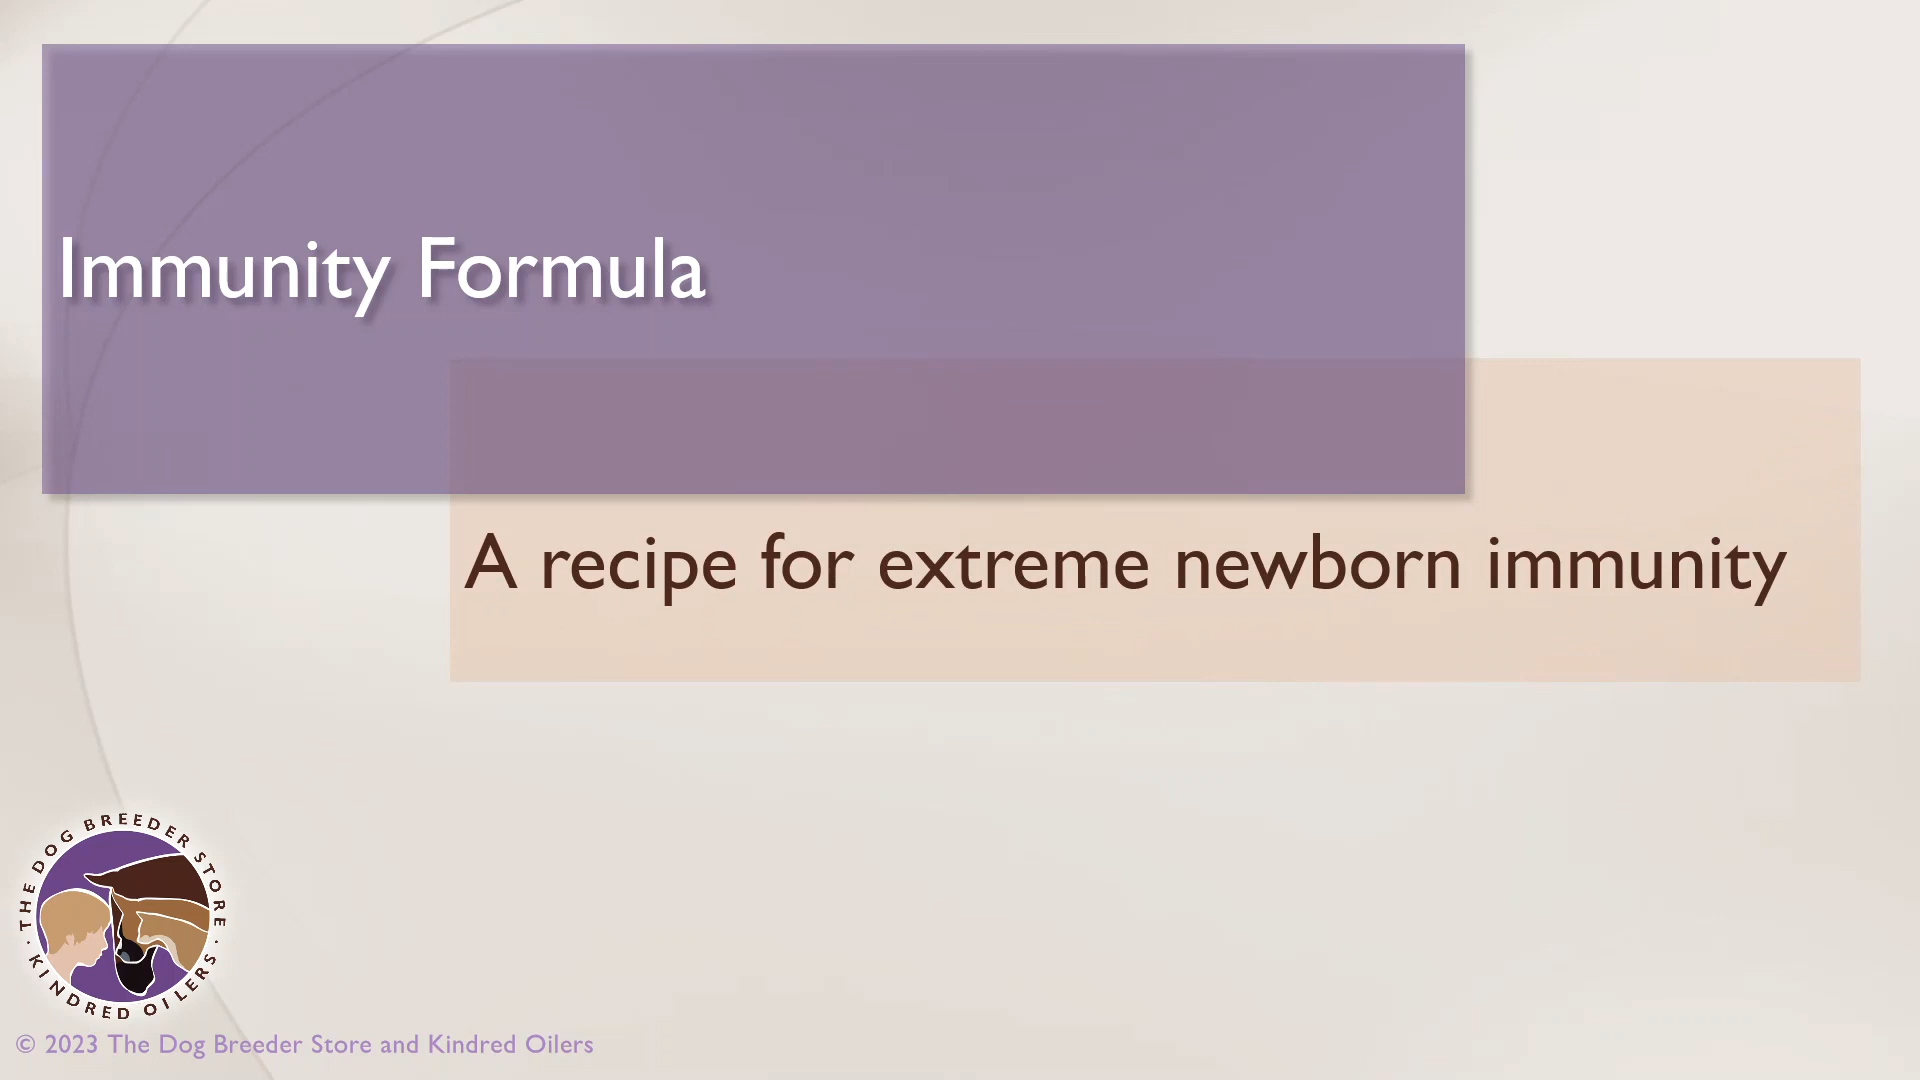 Immunity Formula
A recipe for extreme newborn immunity
THE DOG BREEDER STORE
· KINDRED OILERS ·
© 2023 The Dog Breeder Store and Kindred Oilers